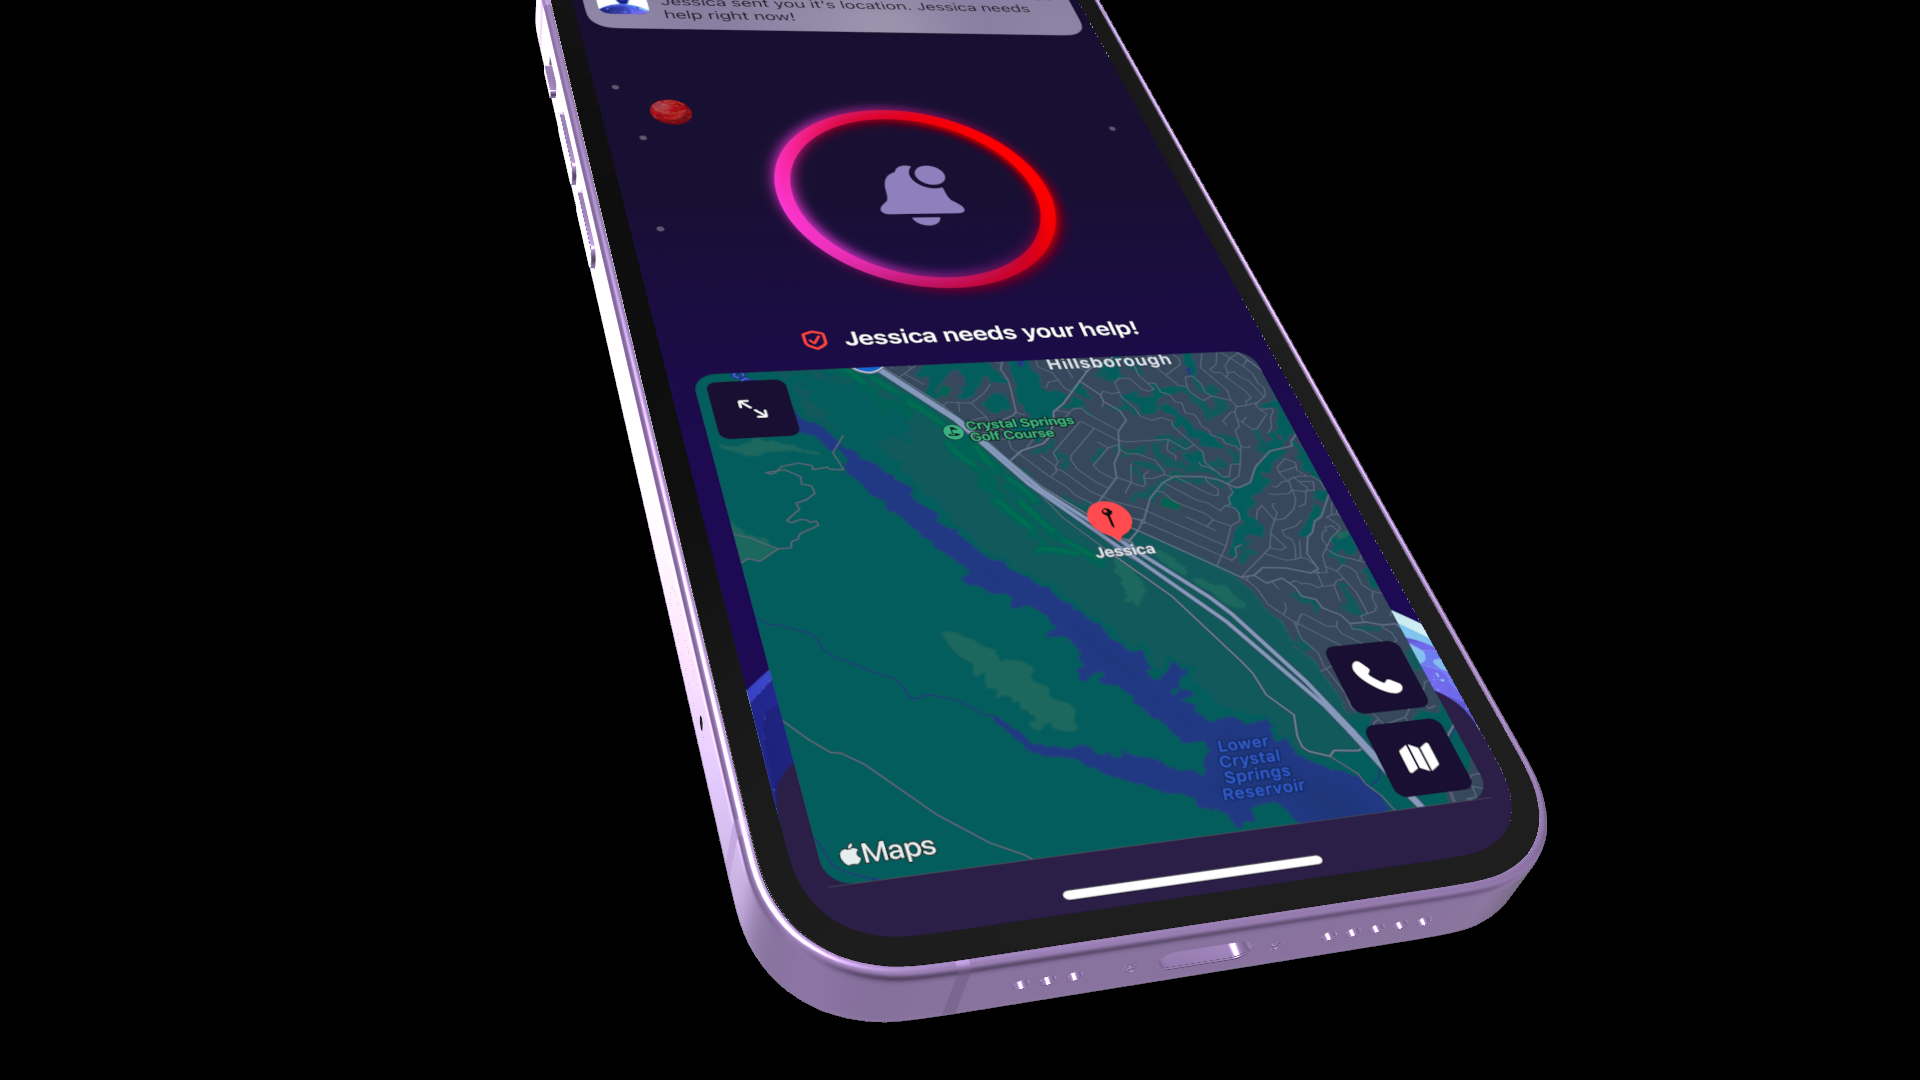 Jessica sent you it's location. Jessica needs
help right now!
Jessica needs your help!
Hillsborough
Crystal Springs
Golf Course
Jessica
Lower
Crystal
Springs
Reservoir
Maps